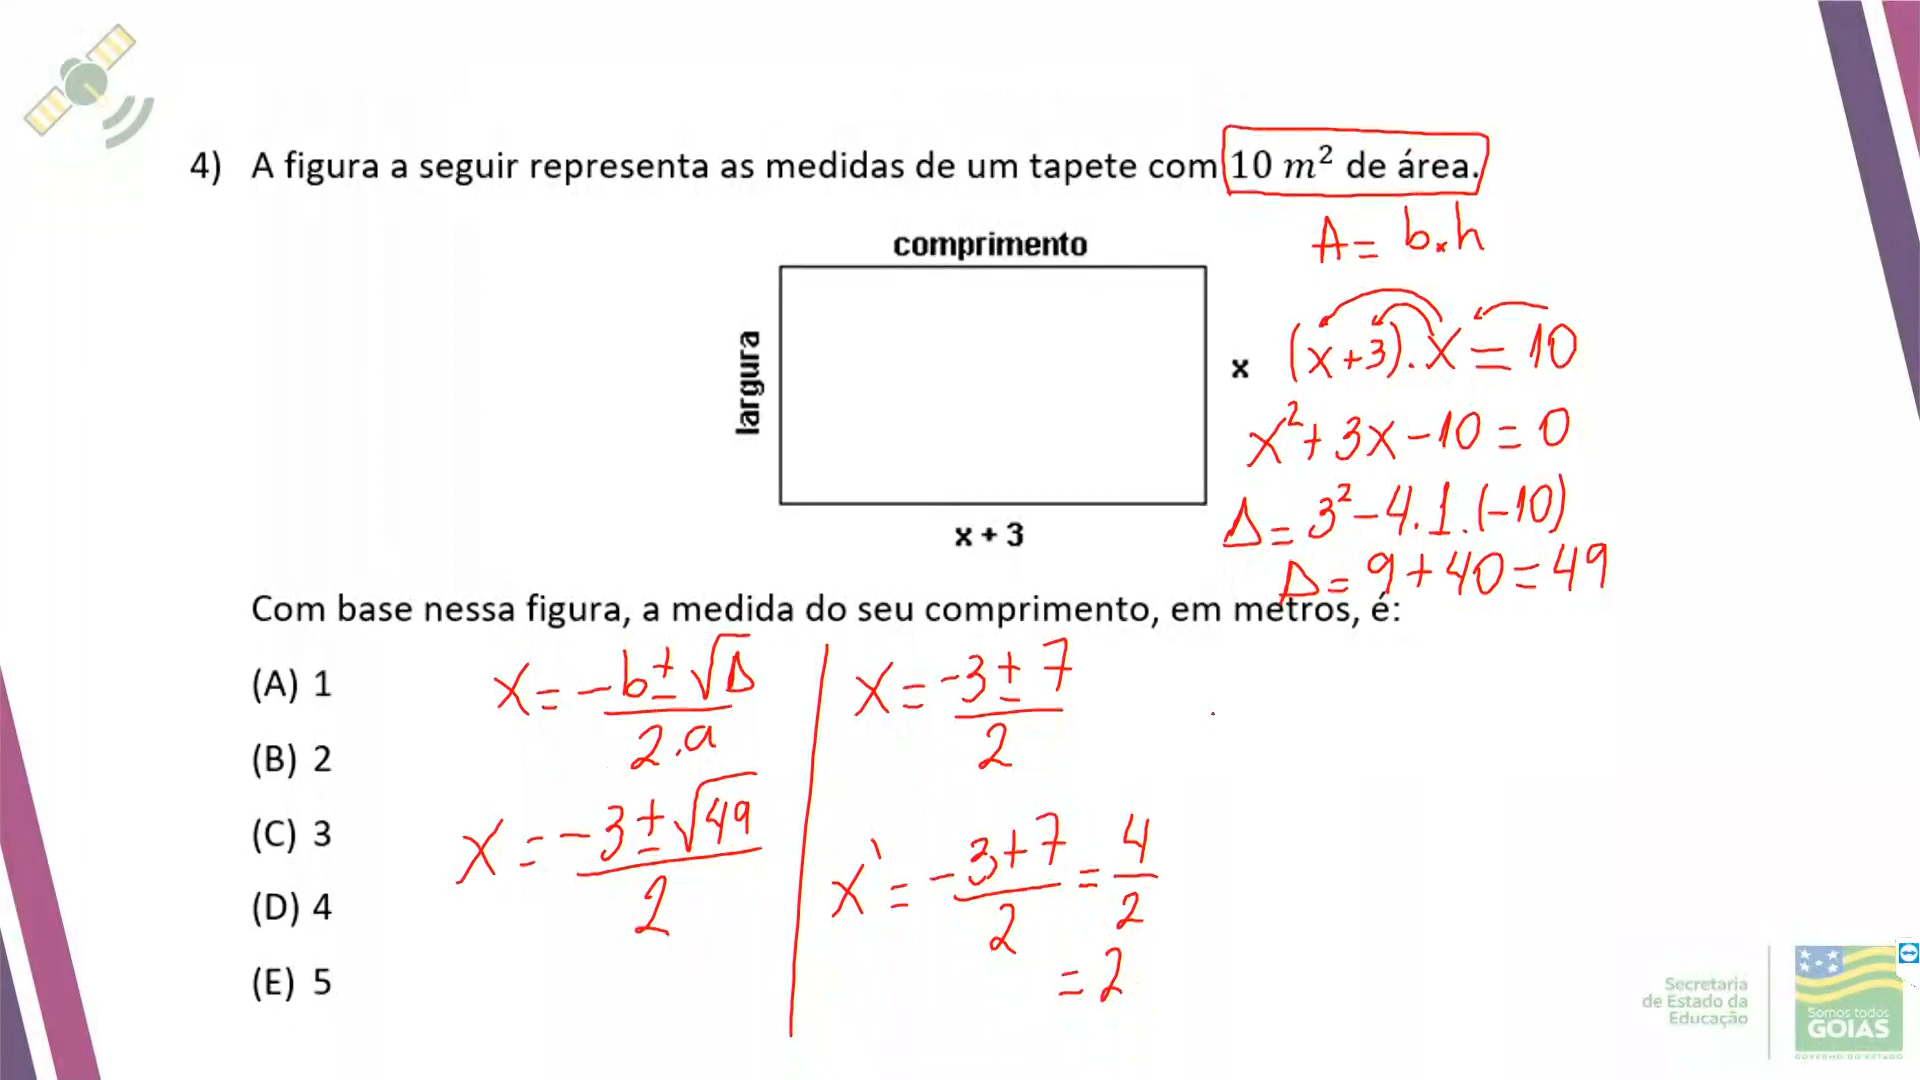 4) A figura a seguir representa as medidas de um tapete com 10 m² de área.
A = b.h
comprimento
largura
x
x + 3
(x+3).x = 10
x²+3x-10=0
Δ=3²-4.1.(-10)
Δ=9+40=49
Com base nessa figura, a medida do seu comprimento, em metros, é:
(A) 1
(B) 2
(C) 3
(D) 4
(E) 5
x = -b±√Δ / 2.a
x = -3±√49 / 2
x = -3±7 / 2
x' = -3+7 / 2 = 4 / 2
= 2
Secretaria
de Estado da
Educação
Somos todos
GOIÁS
GOVERNO DO ESTADO